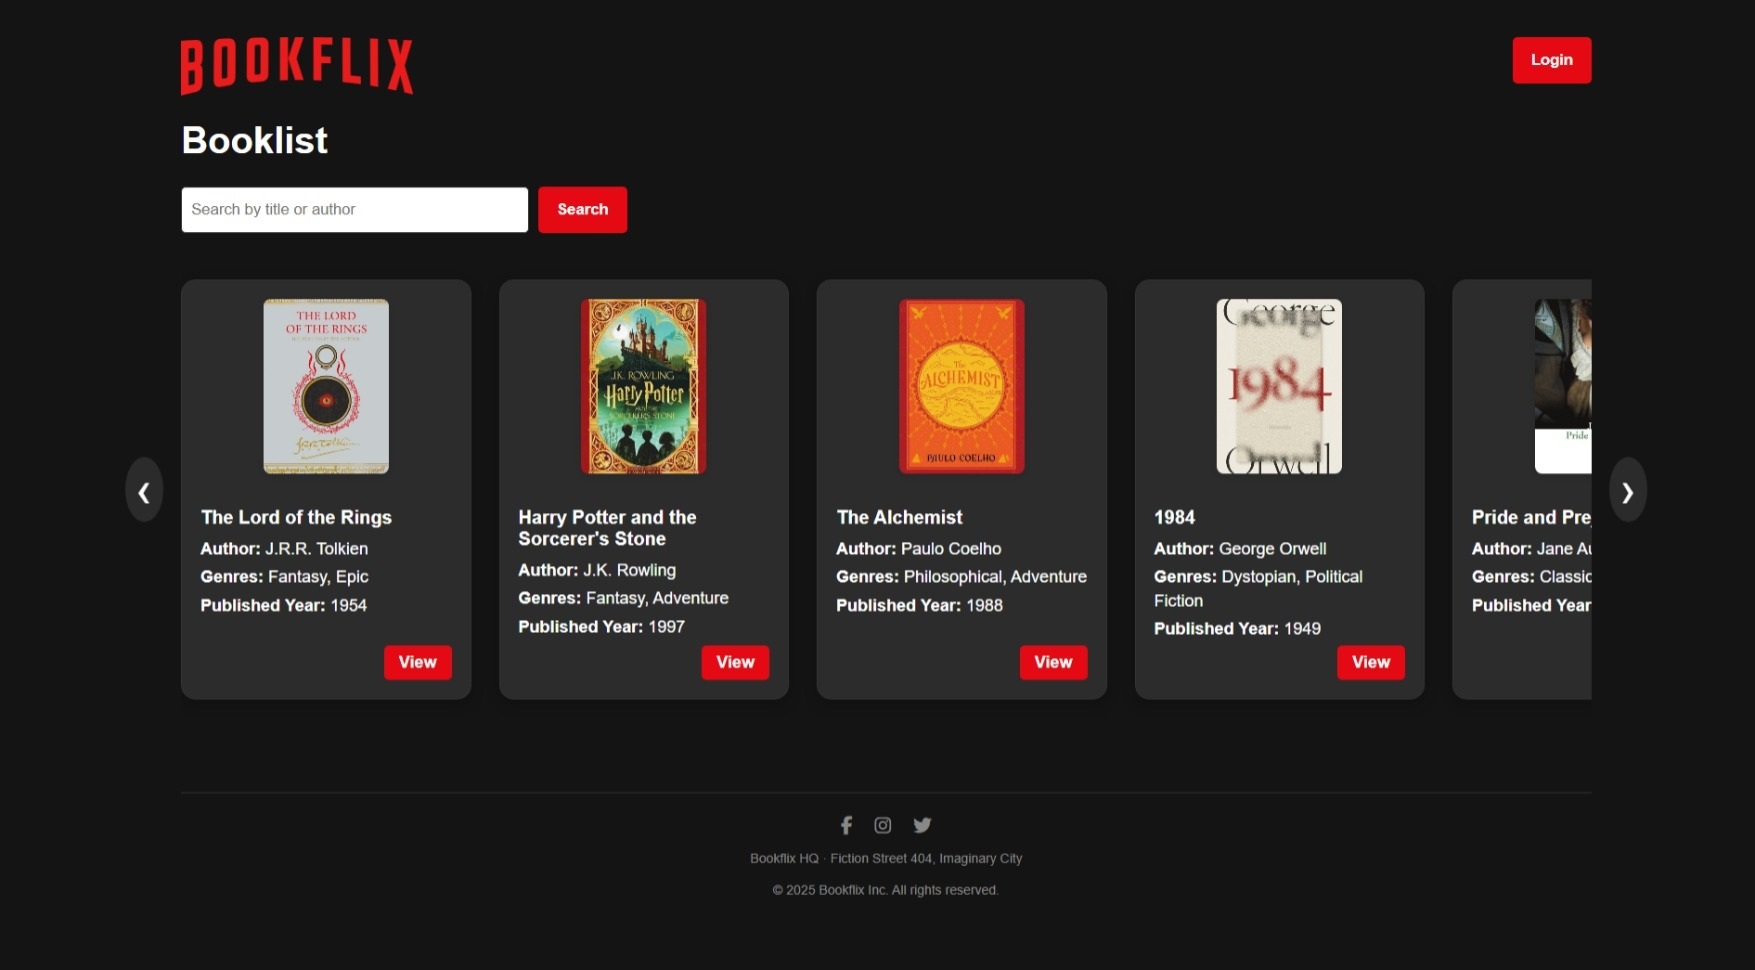 BOOKFLIX
Login
Booklist
Search by title or author
Search
THE LORD
OF THE RINGS
The Lord of the Rings
Author: J.R.R. Tolkien
Genres: Fantasy, Epic
Published Year: 1954
View
J.K. ROWLING
Harry Potter
AND THE
SORCERER'S STONE
Harry Potter and the
Sorcerer's Stone
Author: J.K. Rowling
Genres: Fantasy, Adventure
Published Year: 1997
View
The
ALCHEMIST
PAULO COELHO
The Alchemist
Author: Paulo Coelho
Genres: Philosophical, Adventure
Published Year: 1988
View
George
1984
Orwell
1984
Author: George Orwell
Genres: Dystopian, Political
Fiction
Published Year: 1949
View
Pride
Pride and Pre
Author: Jane Au
Genres: Classic
Published Year
Bookflix HQ · Fiction Street 404, Imaginary City
© 2025 Bookflix Inc. All rights reserved.